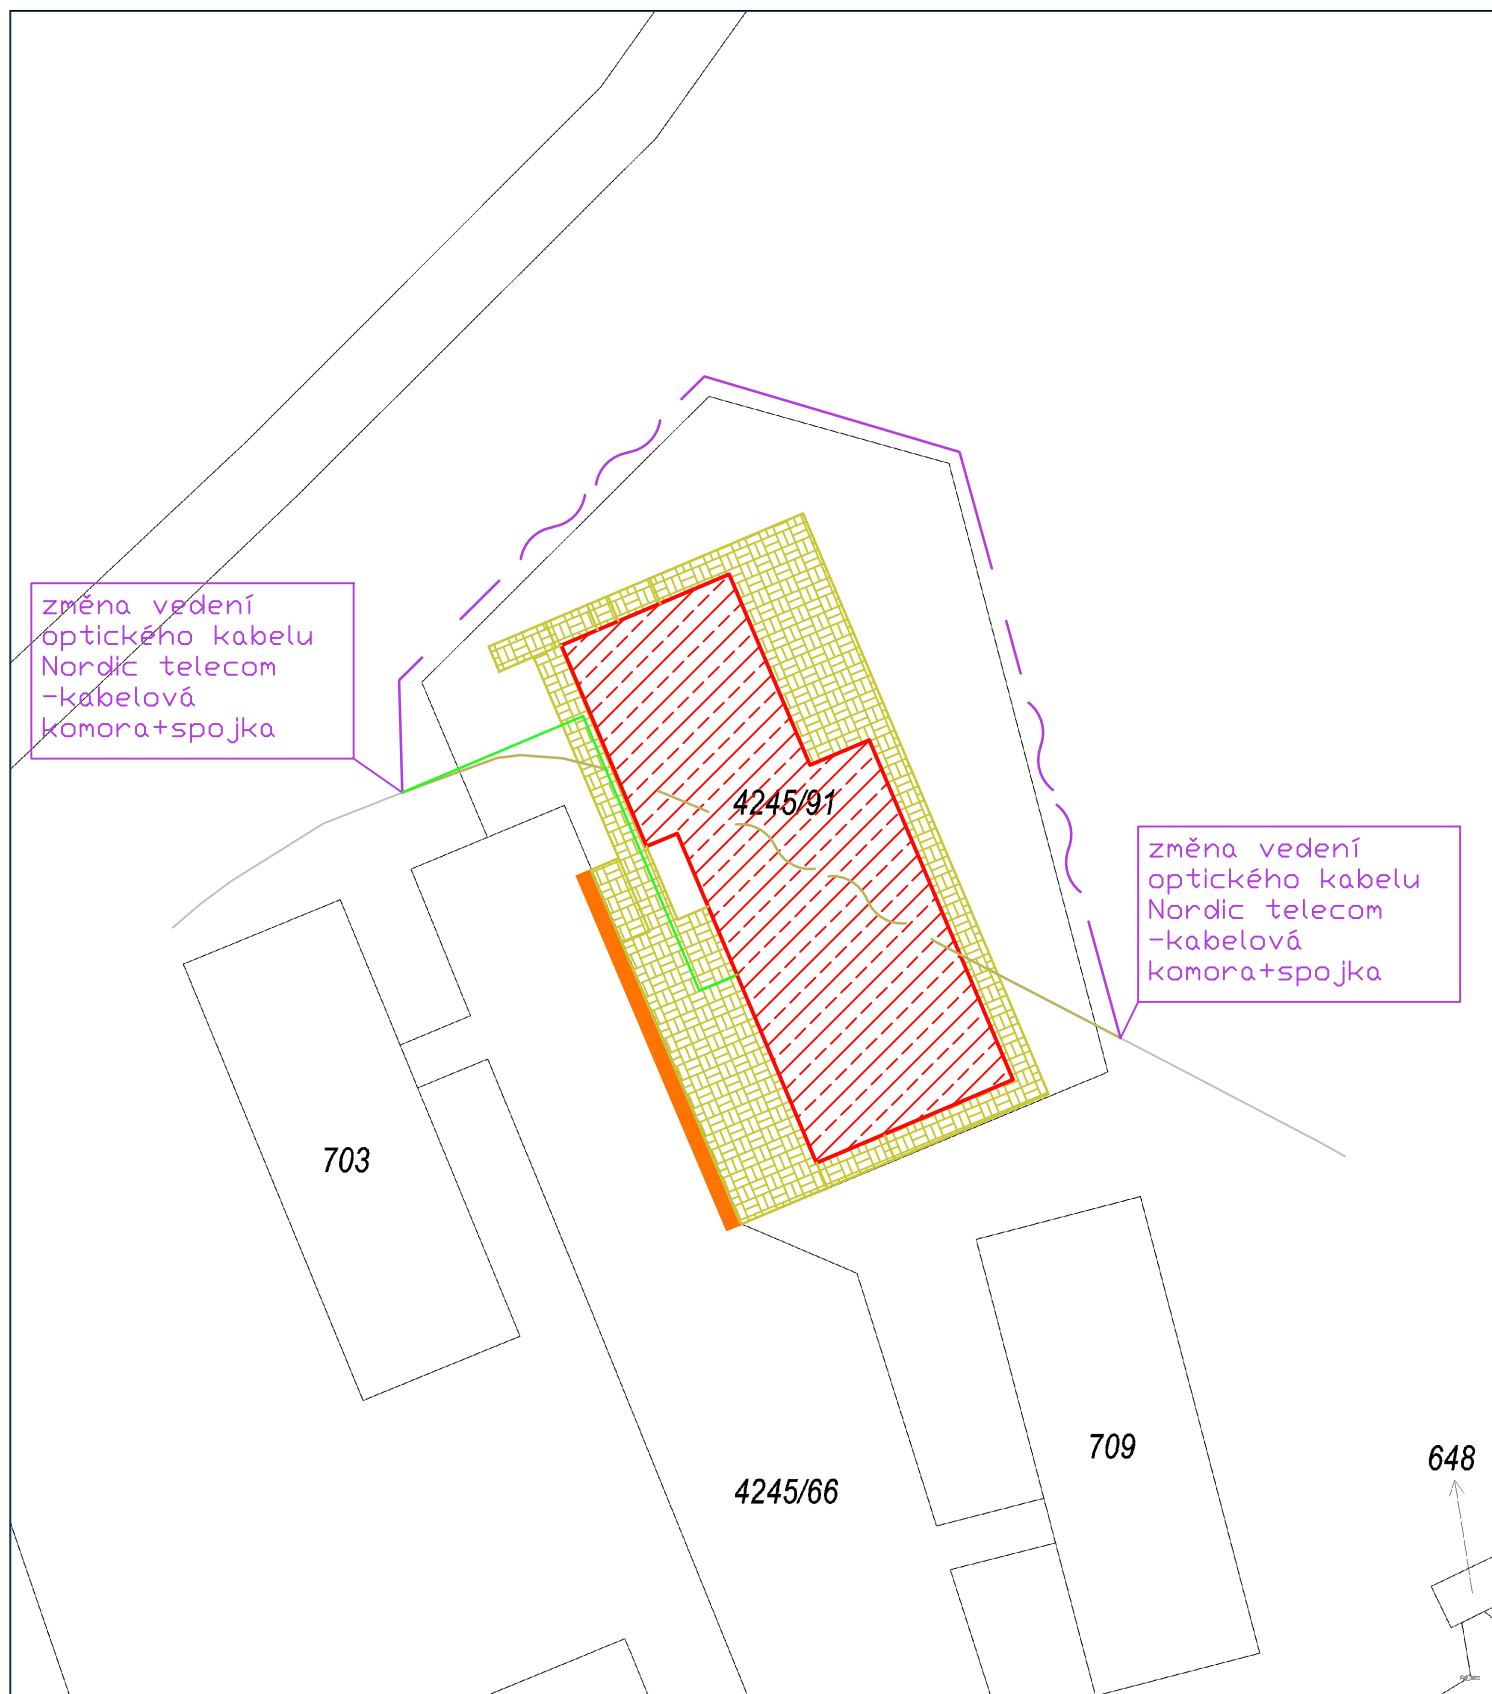 změna vedení
optického kabelu
Nordic telecom
-kabelová
komora+spojka
4245/91
změna vedení
optického kabelu
Nordic telecom
-kabelová
komora+spojka
703
709
648
4245/66